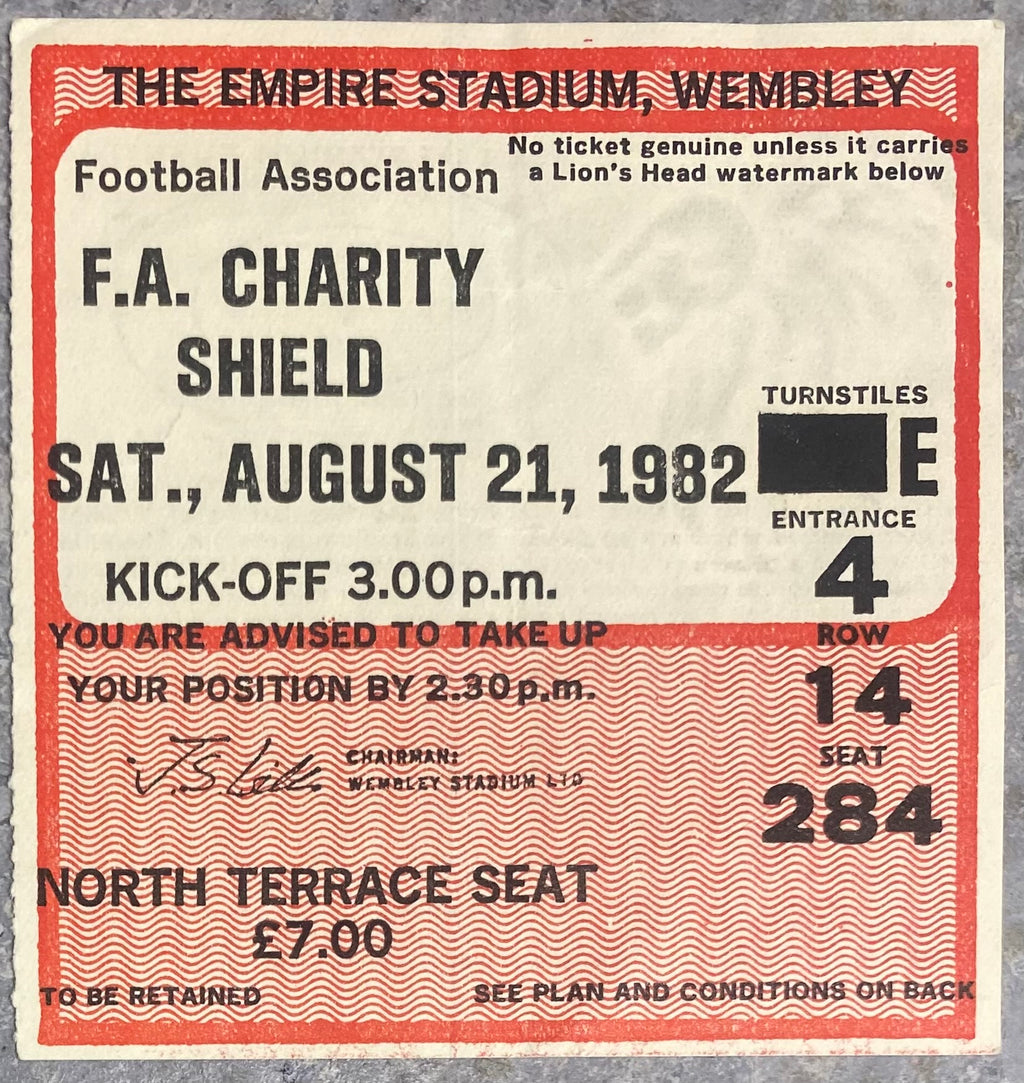 THE EMPIRE STADIUM, WEMBLEY
No ticket genuine unless it carries
a Lion's Head watermark below
Football Association
F.A. CHARITY
SHIELD
SAT., AUGUST 21, 1982
KICK-OFF 3.00p.m.
TURNSTILES
E
ENTRANCE
4
YOU ARE ADVISED TO TAKE UP
YOUR POSITION BY 2.30p.m.
ROW
14
SEAT
284
CHAIRMAN:
WEMBLEY STADIUM LTD
NORTH TERRACE SEAT
£7.00
TO BE RETAINED
SEE PLAN AND CONDITIONS ON BACK